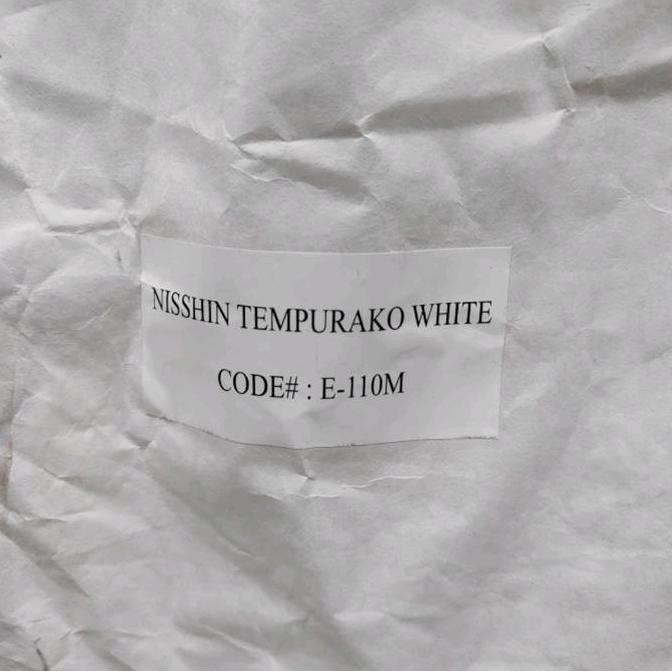 NISSHIN TEMPURAKO WHITE
CODE# : E-110M